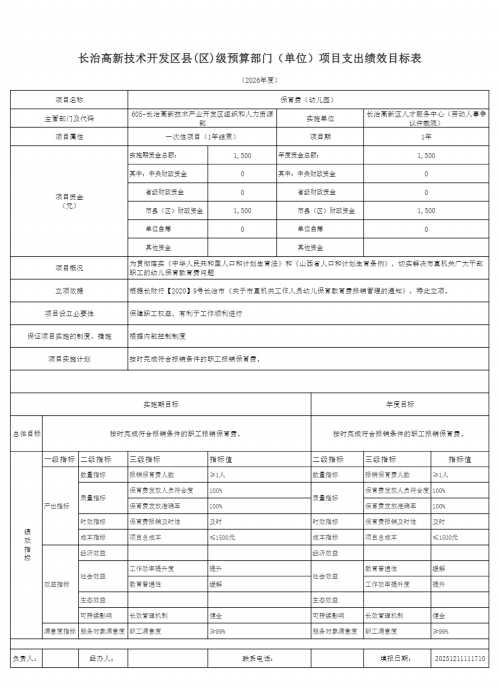 长治高新技术开发区县(区)级预算部门（单位）项目支出绩效目标表
（2026年度）
项目名称 保育费（幼儿园）
主管部门及代码 605-长治高新技术产业开发区组织和人力资源部 实施单位 长治高新区人才服务中心（劳动人事争议仲裁院）
项目属性 一次性项目（1年结束） 项目期 1年
项目资金（元） 实施期资金总额： 1,500 年度资金总额： 1,500
其中：中央财政资金 0 其中：中央财政资金 0
省级财政资金 0 省级财政资金 0
市县（区）财政资金 1,500 市县（区）财政资金 1,500
单位自筹 0 单位自筹 0
其他资金 其他资金
项目概况 为贯彻落实《中华人民共和国人口和计划生育法》和《山西省人口和计划生育条例》，切实解决市直机关广大干部职工的幼儿保育教育费问题
立项依据 根据长财行【2020】9号长治市《关于市直机关工作人员幼儿保育教育费报销管理的通知》，特此立项。
项目设立必要性 保障职工权益，有利于工作顺利进行
保证项目实施的制度、措施 根据内部控制制度
项目实施计划 按时完成符合报销条件的职工报销保育费。
实施期目标 年度目标
总体目标 按时完成符合报销条件的职工报销保育费。 按时完成符合报销条件的职工报销保育费。
绩效指标 一级指标 二级指标 三级指标 指标值 二级指标 三级指标 指标值
产出指标 数量指标 报销保育费人数 ≥1人 数量指标 报销保育费人数 ≥1人
质量指标 保育费发放人员符合度 100% 质量指标 保育费发放人员符合度 100%
保育费发放准确率 100% 保育费发放准确率 100%
时效指标 保育费报销及时性 及时 时效指标 保育费报销及时性 及时
成本指标 项目总成本 ≤1500元 成本指标 项目总成本 ≤1500元
效益指标 经济效益 经济效益
社会效益 工作效率提升度 提升 社会效益 教育普通性 缓解
教育普通性 缓解 工作效率提升度 提升
生态效益 生态效益
可持续影响 长效管理机制 健全 可持续影响 长效管理机制 健全
满意度指标 服务对象满意度 职工满意度 ≥99% 服务对象满意度 职工满意度 ≥99%
负责人： 经办人： 联系电话： 填报日期： 20251211111710